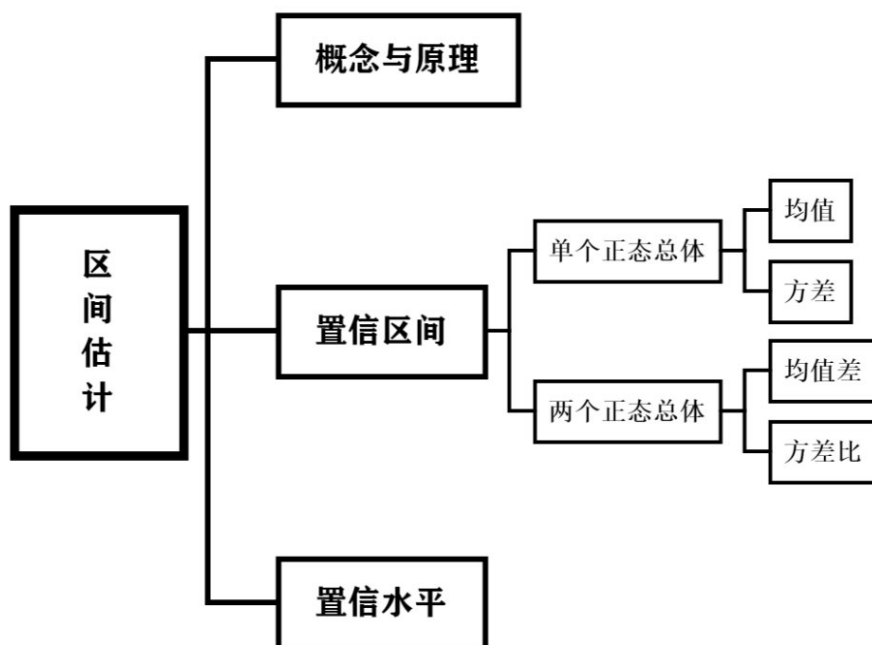 区间估计
概念与原理
置信区间
单个正态总体
均值
方差
两个正态总体
均值差
方差比
置信水平